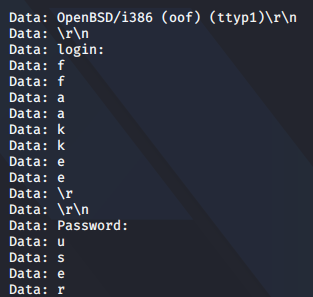 Data: OpenBSD/i386 (oof) (ttyp1)\r\n
Data: \r\n
Data: login:
Data: f
Data: f
Data: a
Data: a
Data: k
Data: k
Data: e
Data: e
Data: \r
Data: \r\n
Data: Password:
Data: u
Data: s
Data: e
Data: r